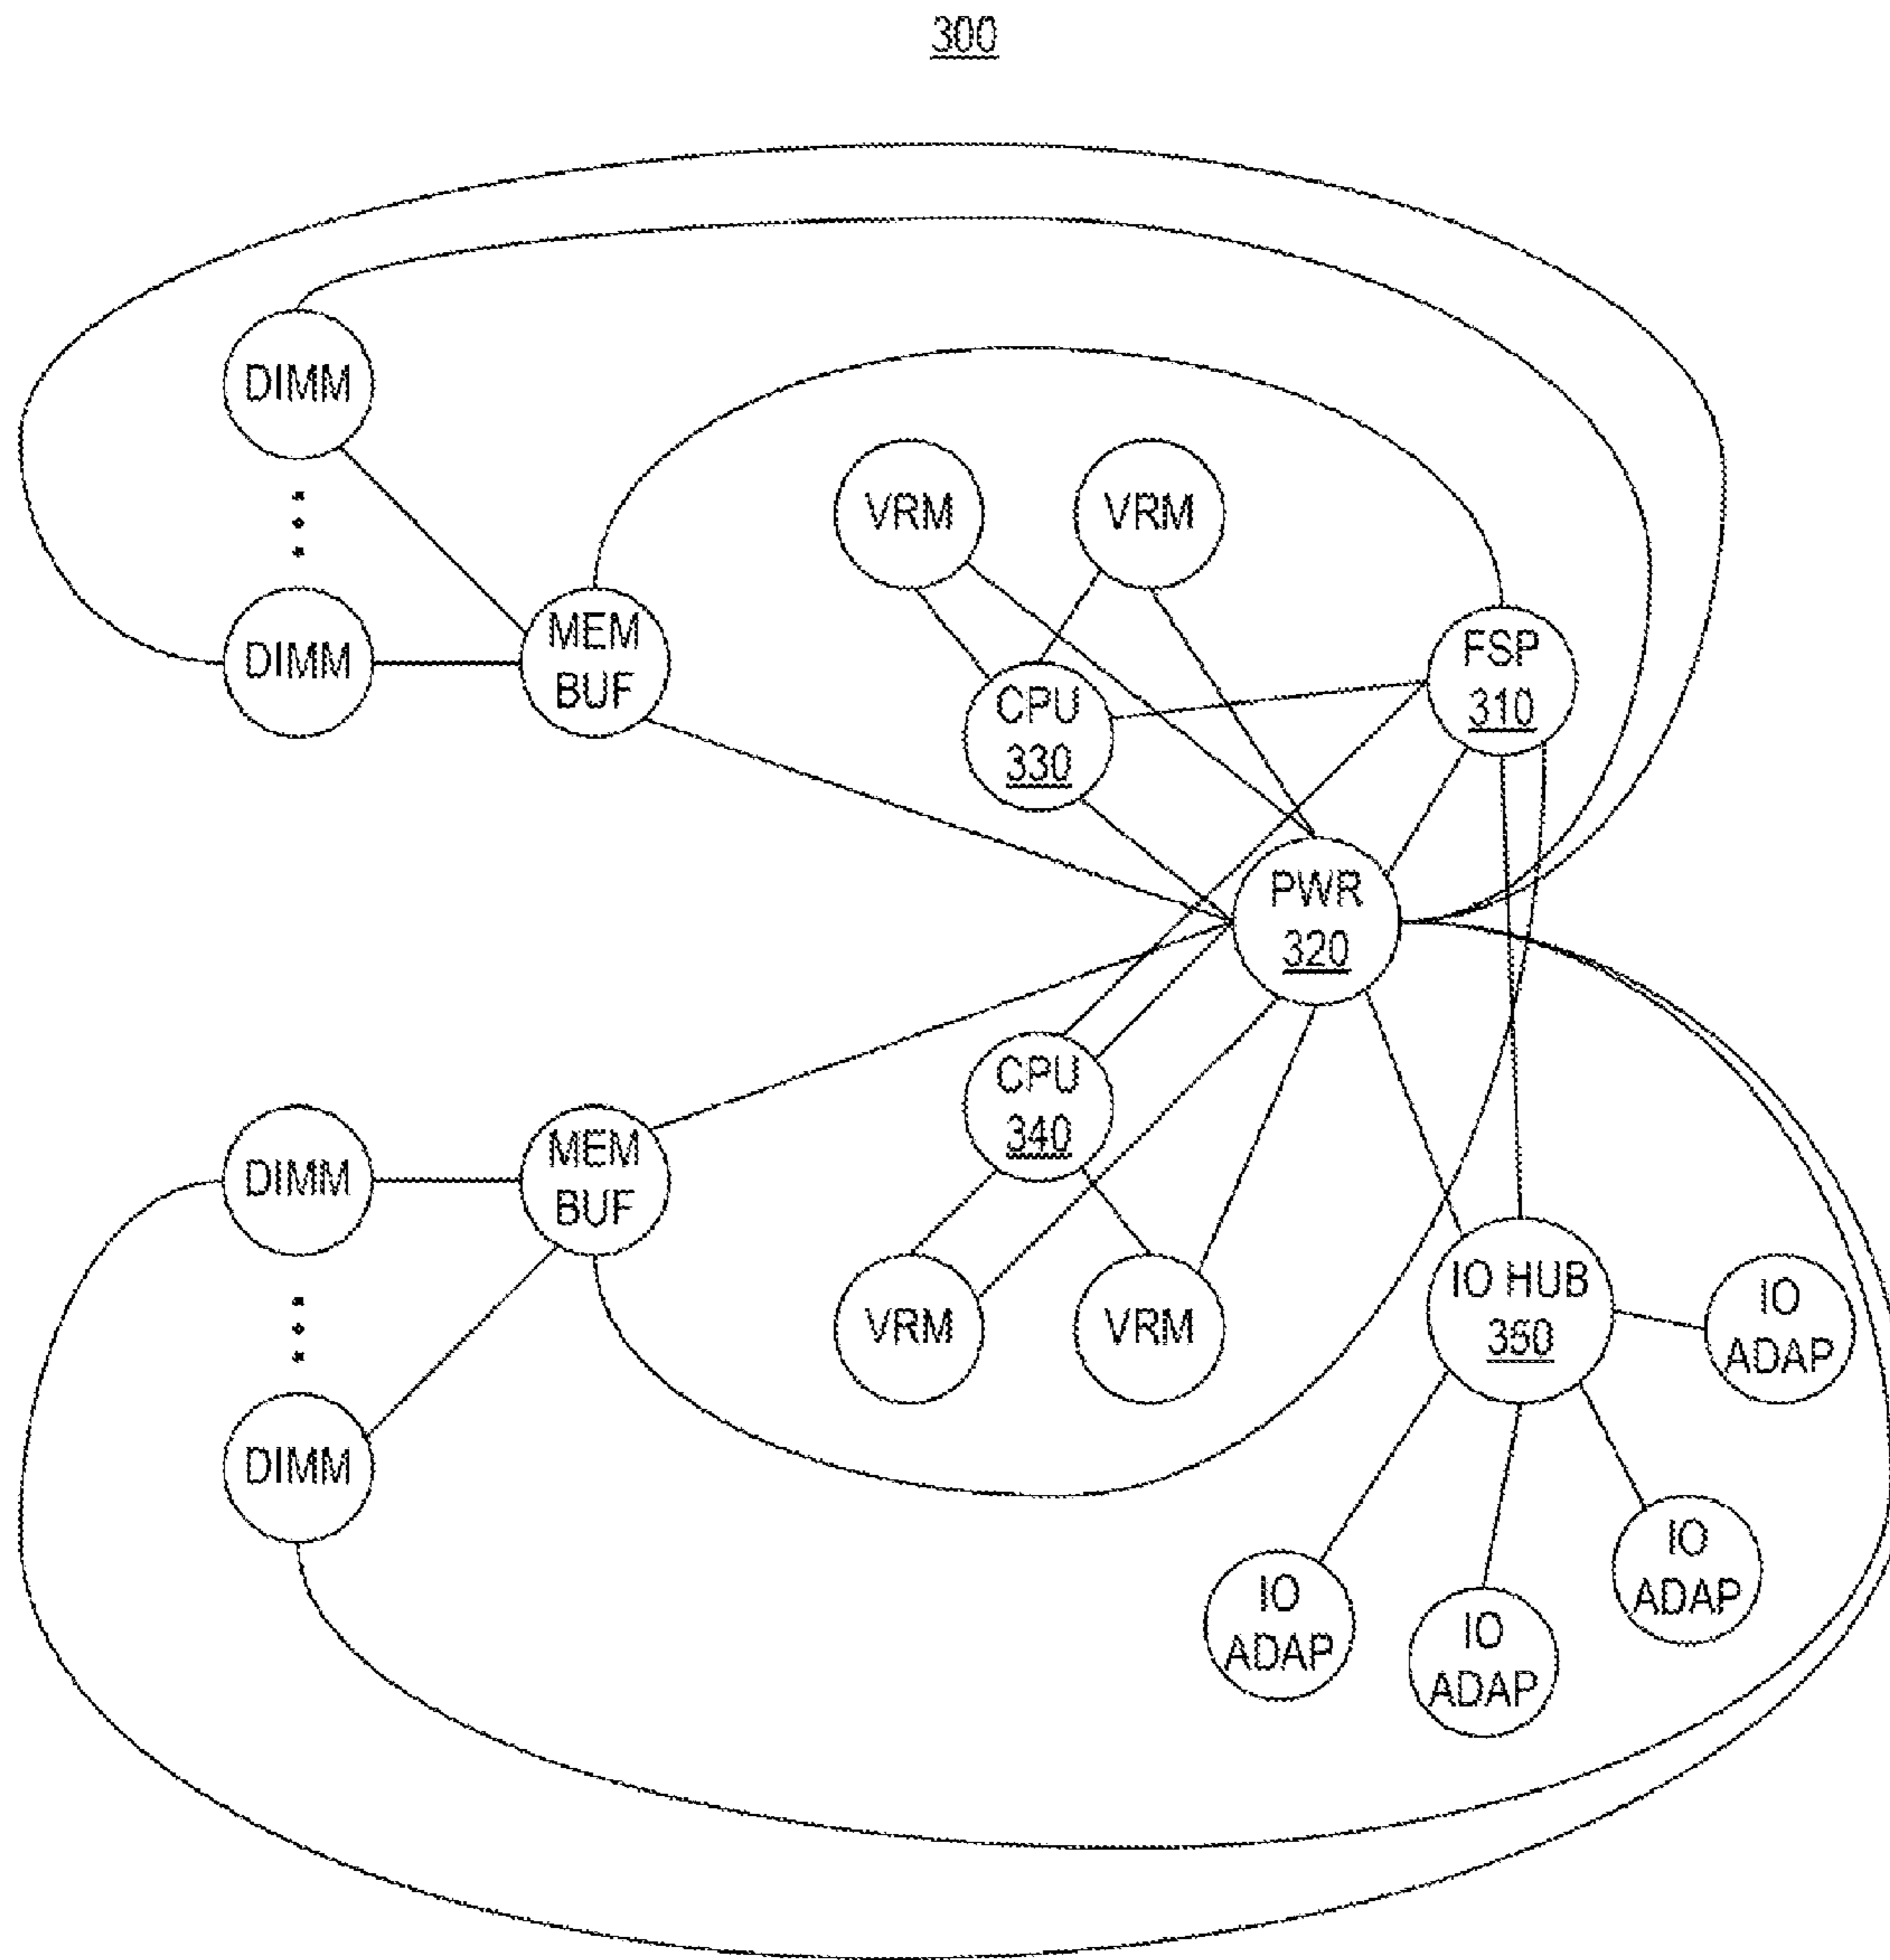 300
DIMM
VRM
VRM
DIMM
MEM
BUF
FSP
310
CPU
330
PWR
320
CPU
340
DIMM
MEM
BUF
VRM
VRM
IO HUB
350
IO
ADAP
DIMM
IO
ADAP
IO
ADAP
IO
ADAP